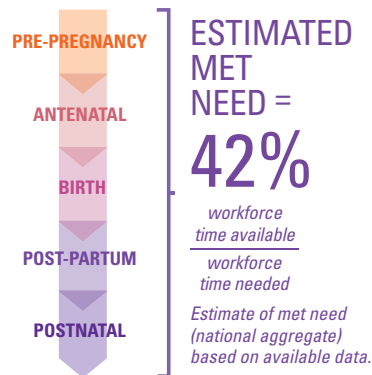 PRE-PREGNANCY
ANTENATAL
BIRTH
POST-PARTUM
POSTNATAL
ESTIMATED
MET
NEED =
42%
workforce
time available
workforce
time needed
Estimate of met need
(national aggregate)
based on available data.